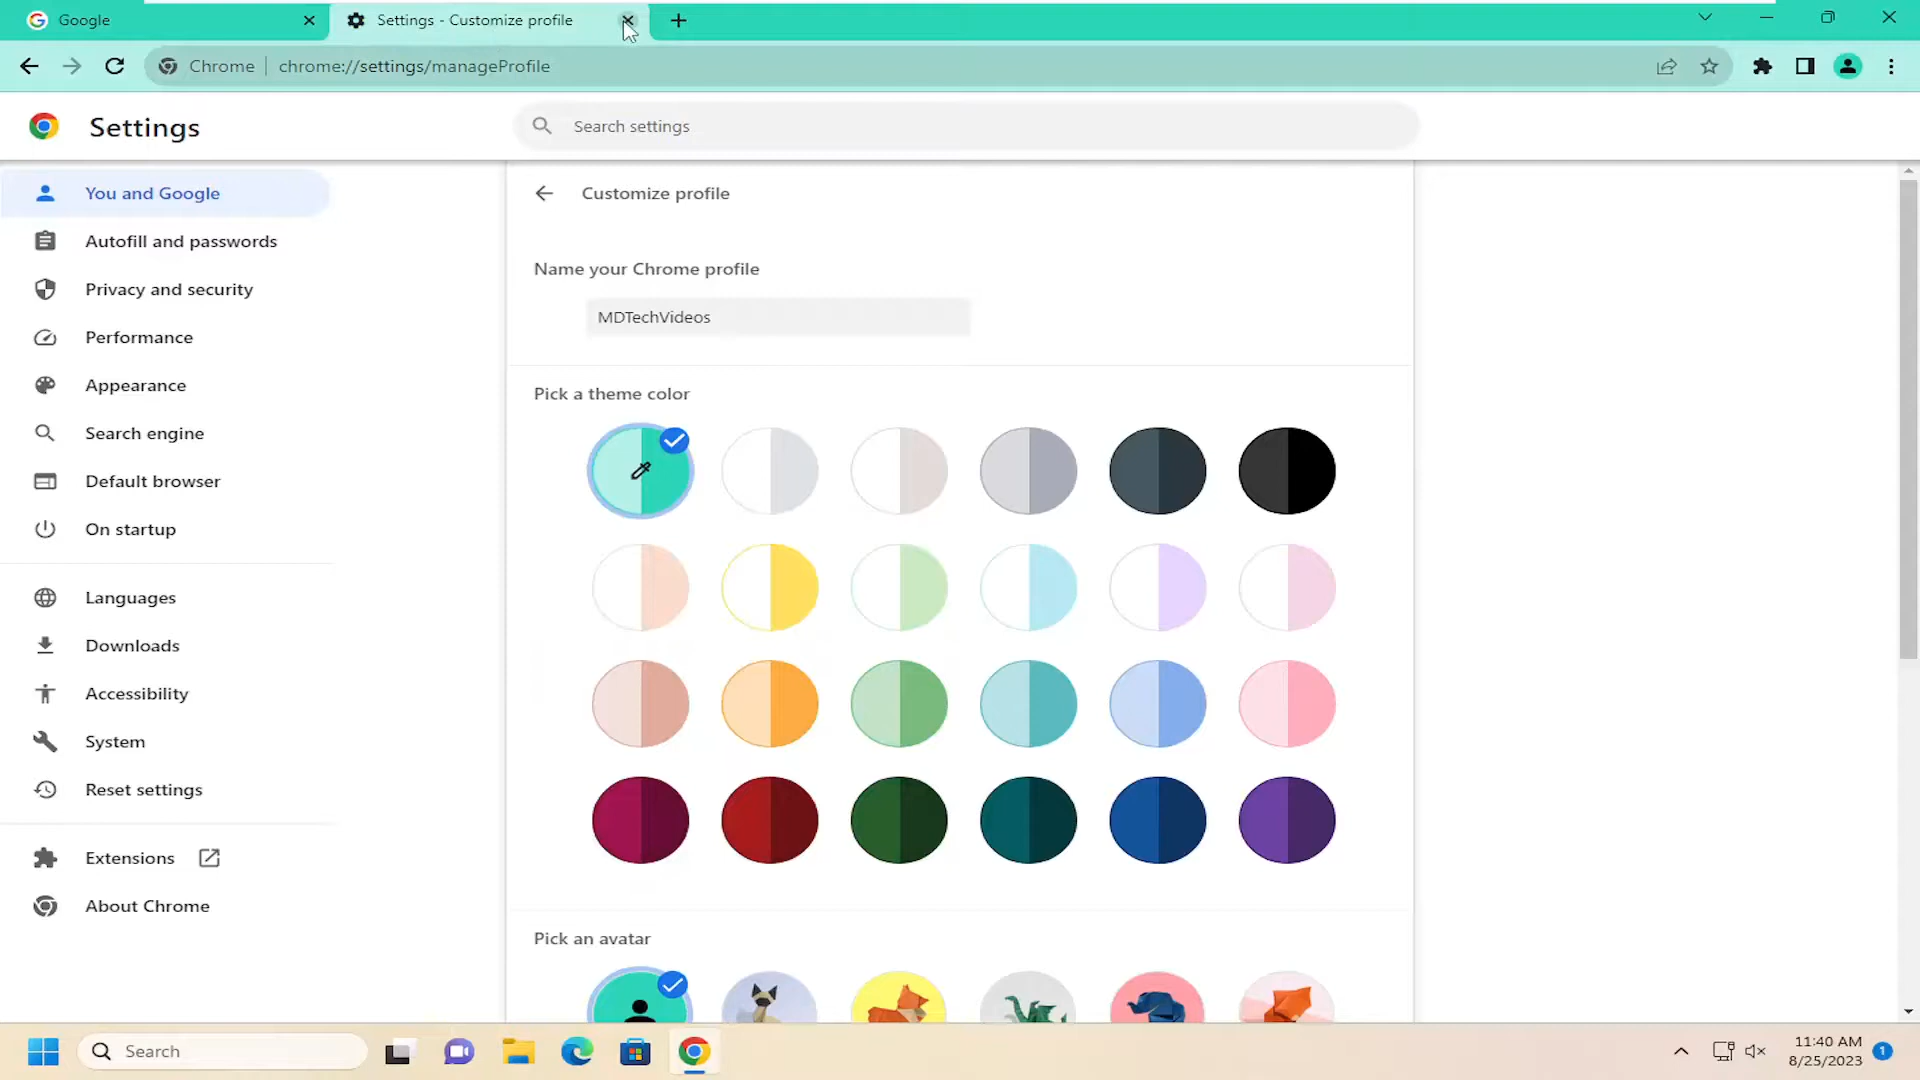 Google
Settings - Customize profile
Chrome
chrome://settings/manageProfile
Settings
Search settings
You and Google
Autofill and passwords
Privacy and security
Performance
Appearance
Search engine
Default browser
On startup
Languages
Downloads
Accessibility
System
Reset settings
Extensions
About Chrome
Customize profile
Name your Chrome profile
MDTechVideos
Pick a theme color
Pick an avatar
Search
11:40 AM
8/25/2023
1